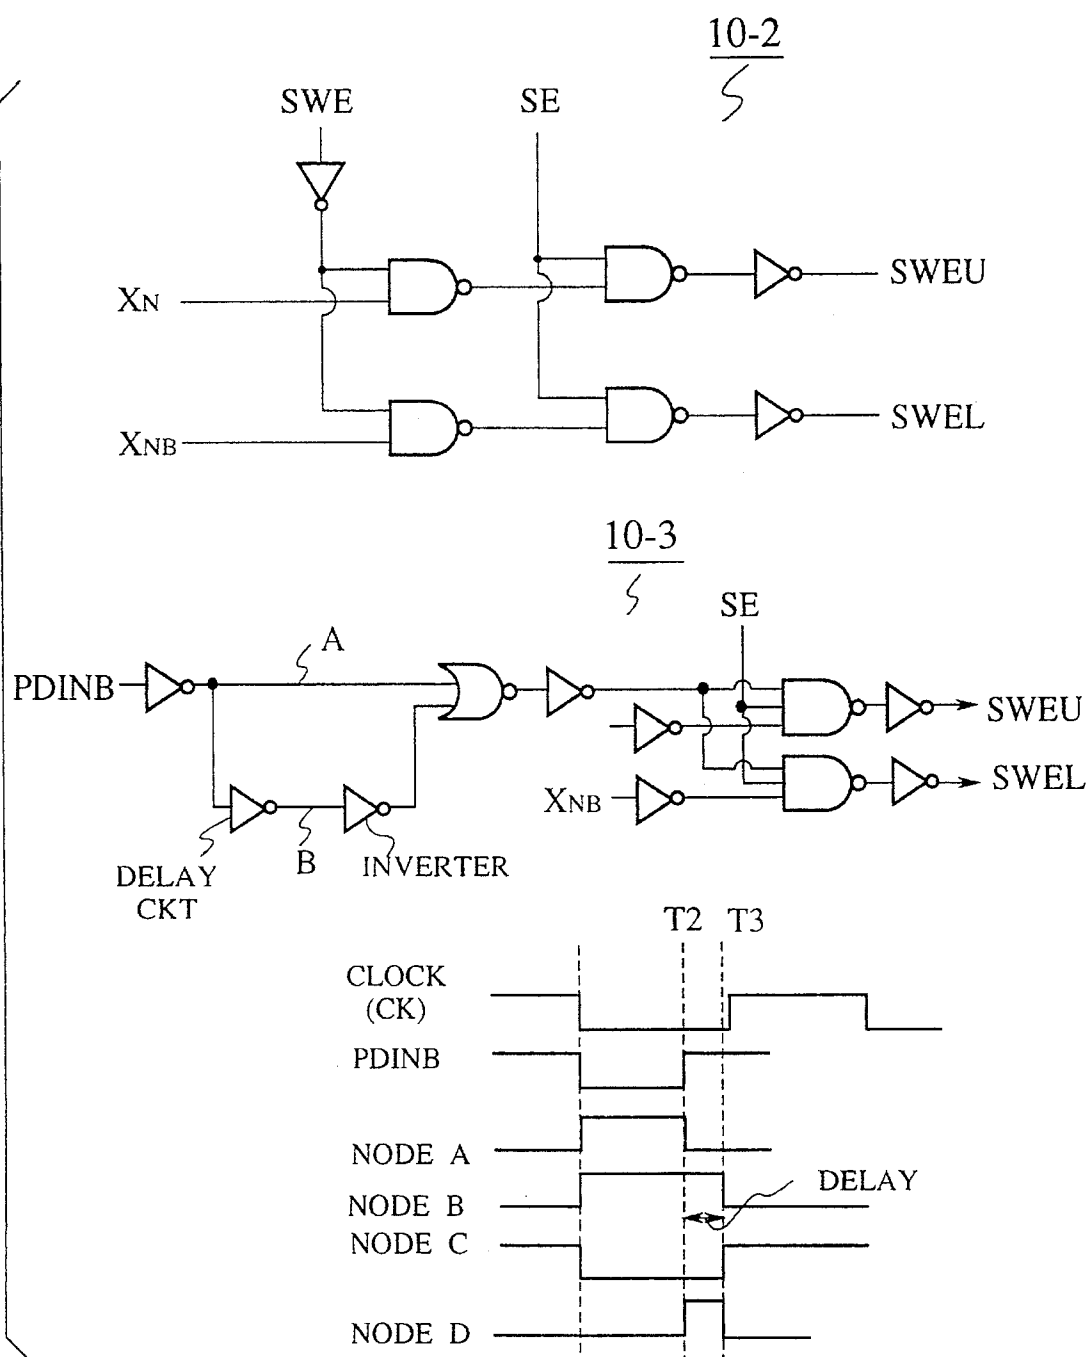 10-2
SWE
SE
XN
SWEU
XNB
SWEL
10-3
SE
A
PDINB
SWEU
XNB
SWEL
B
INVERTER
DELAY
CKT
T2
T3
CLOCK
(CK)
PDINB
NODE A
DELAY
NODE B
NODE C
NODE D